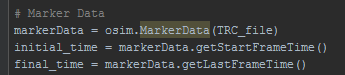 # Marker Data
markerData = osim.MarkerData(TRC_file)
initial_time = markerData.getStartFrameTime()
final_time = markerData.getLastFrameTime()